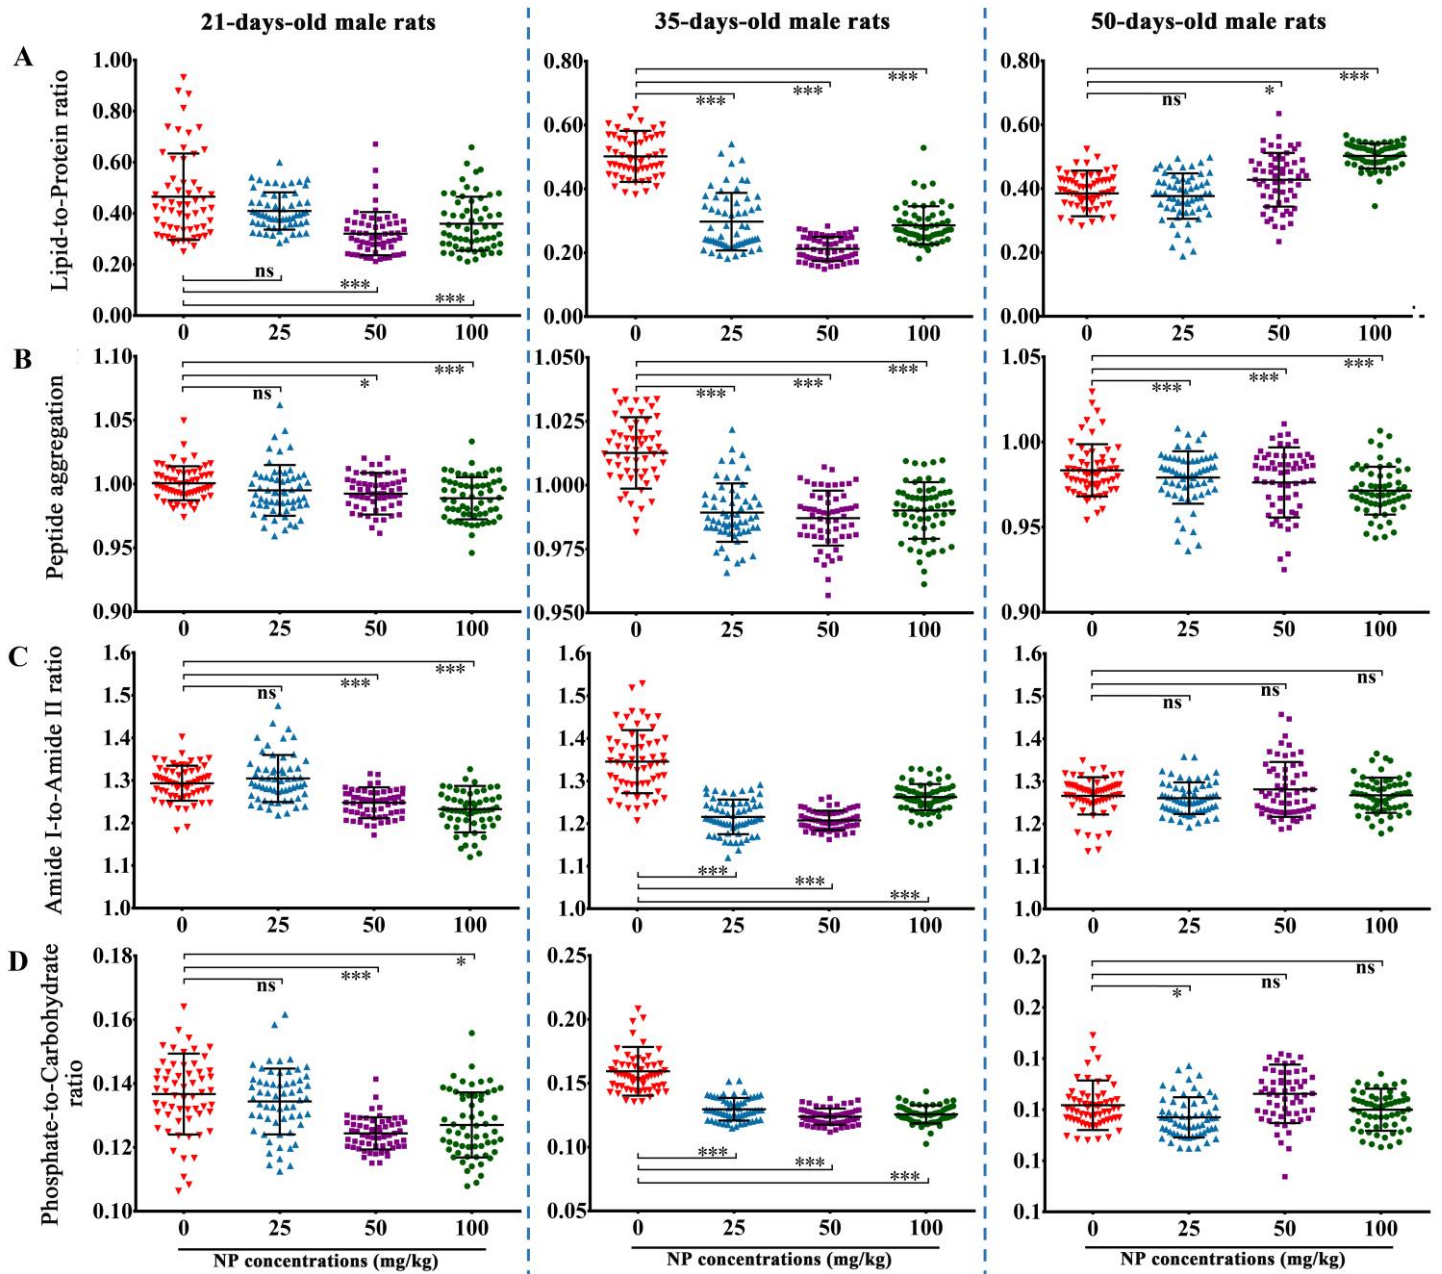 21-days-old male rats 35-days-old male rats 50-days-old male rats
A
Lipid-to-Protein ratio
1.00 0.80 0.60 0.40 0.20 0.00
ns *** ***
0 25 50 100
0.80 0.60 0.40 0.20 0.00
*** *** ***
0 25 50 100
0.80 0.60 0.40 0.20 0.00
ns * ***
0 25 50 100
B
Peptide aggregation
1.10 1.05 1.00 0.95 0.90
ns * ***
0 25 50 100
1.050 1.025 1.000 0.975 0.950
*** *** ***
0 25 50 100
1.05 1.00 0.95 0.90
*** *** ***
0 25 50 100
C
Amide I-to-Amide II ratio
1.6 1.5 1.4 1.3 1.2 1.1 1.0
ns *** ***
0 25 50 100
1.6 1.5 1.4 1.3 1.2 1.1 1.0
*** *** ***
0 25 50 100
1.6 1.5 1.4 1.3 1.2 1.1 1.0
ns ns ns
0 25 50 100
D
Phosphate-to-Carbohydrate
ratio
0.18 0.16 0.14 0.12 0.10
ns *** *
0 25 50 100
NP concentrations (mg/kg)
0.25 0.20 0.15 0.10 0.05
*** *** ***
0 25 50 100
NP concentrations (mg/kg)
0.2 0.2 0.1 0.1 0.1 0.1
* ns ns
0 25 50 100
NP concentrations (mg/kg)